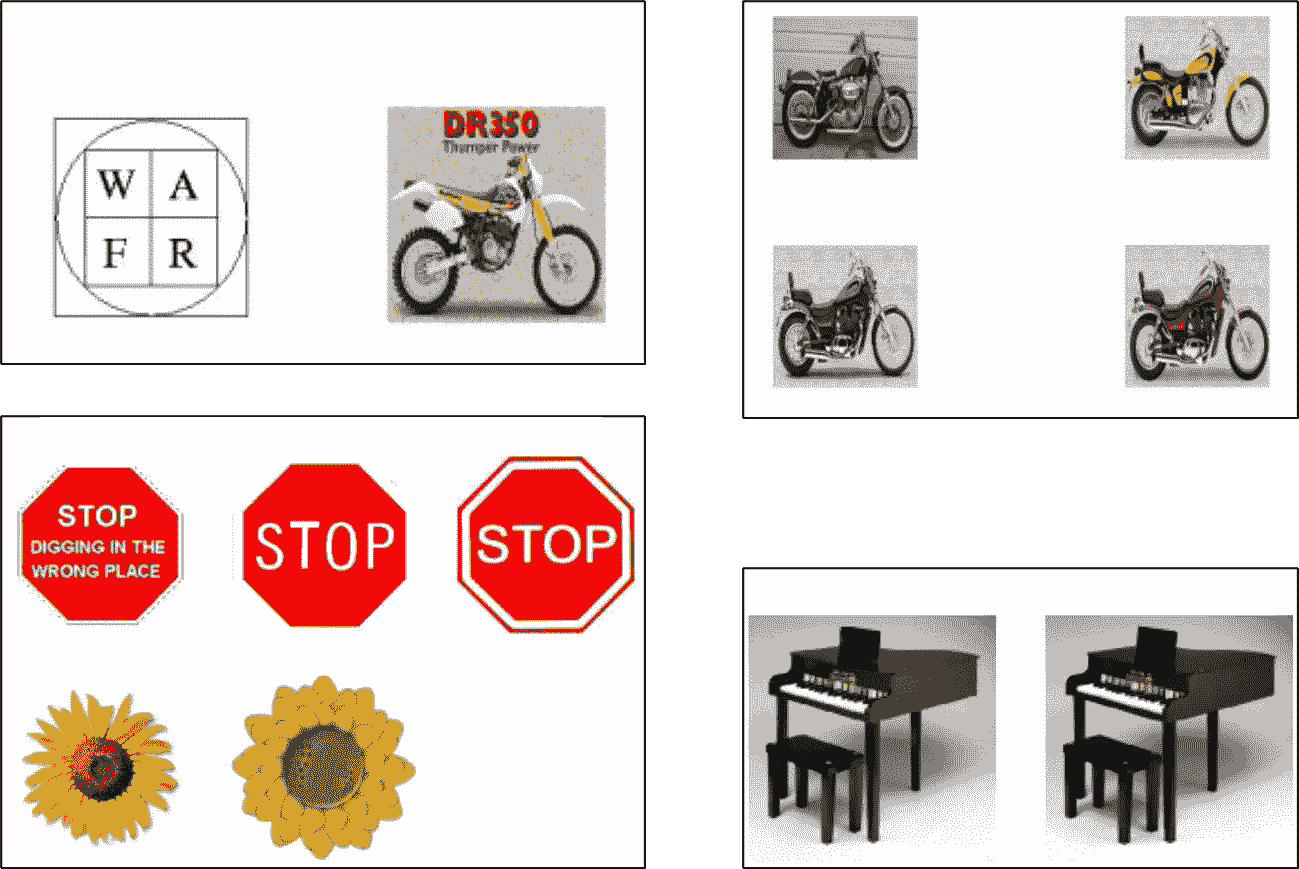 W A
F R
DR350
Thumper Power
STOP
DIGGING IN THE
WRONG PLACE
STOP
STOP